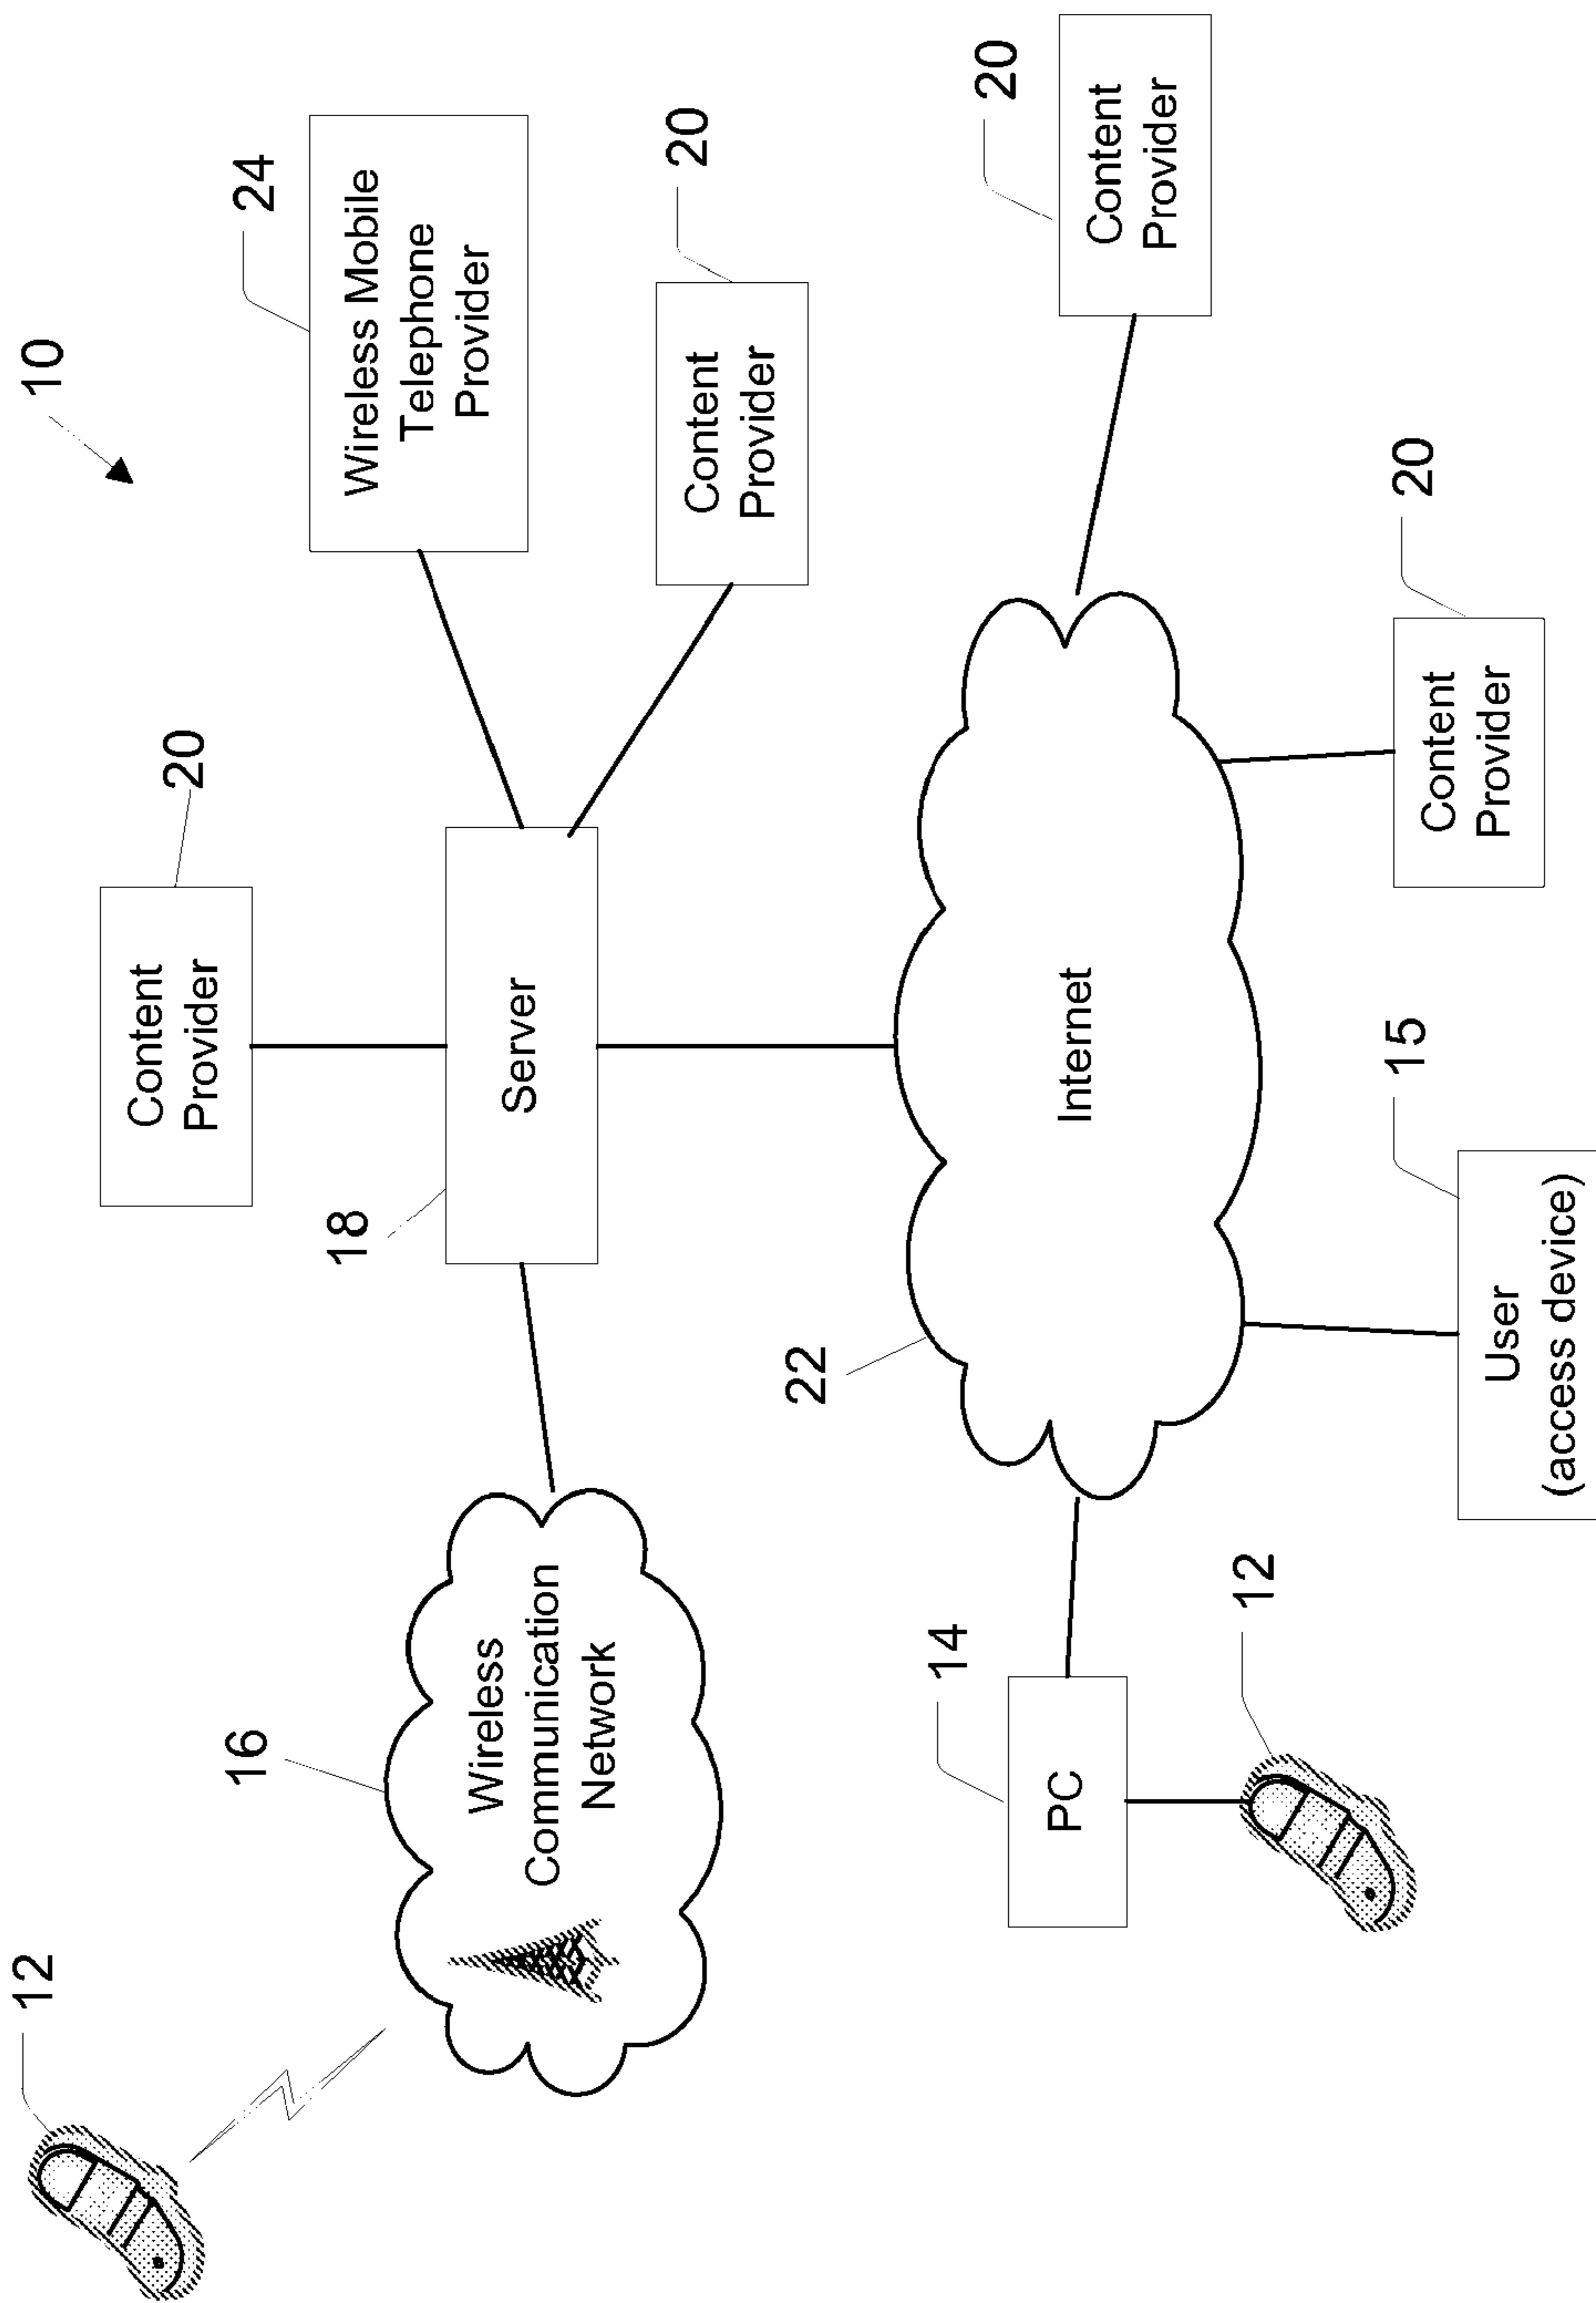 10
12
16
Wireless
Communication
Network
18
Server
20
Content
Provider
24
Wireless Mobile
Telephone
Provider
20
Content
Provider
22
Internet
14
PC
12
15
User
(access device)
20
Content
Provider
20
Content
Provider